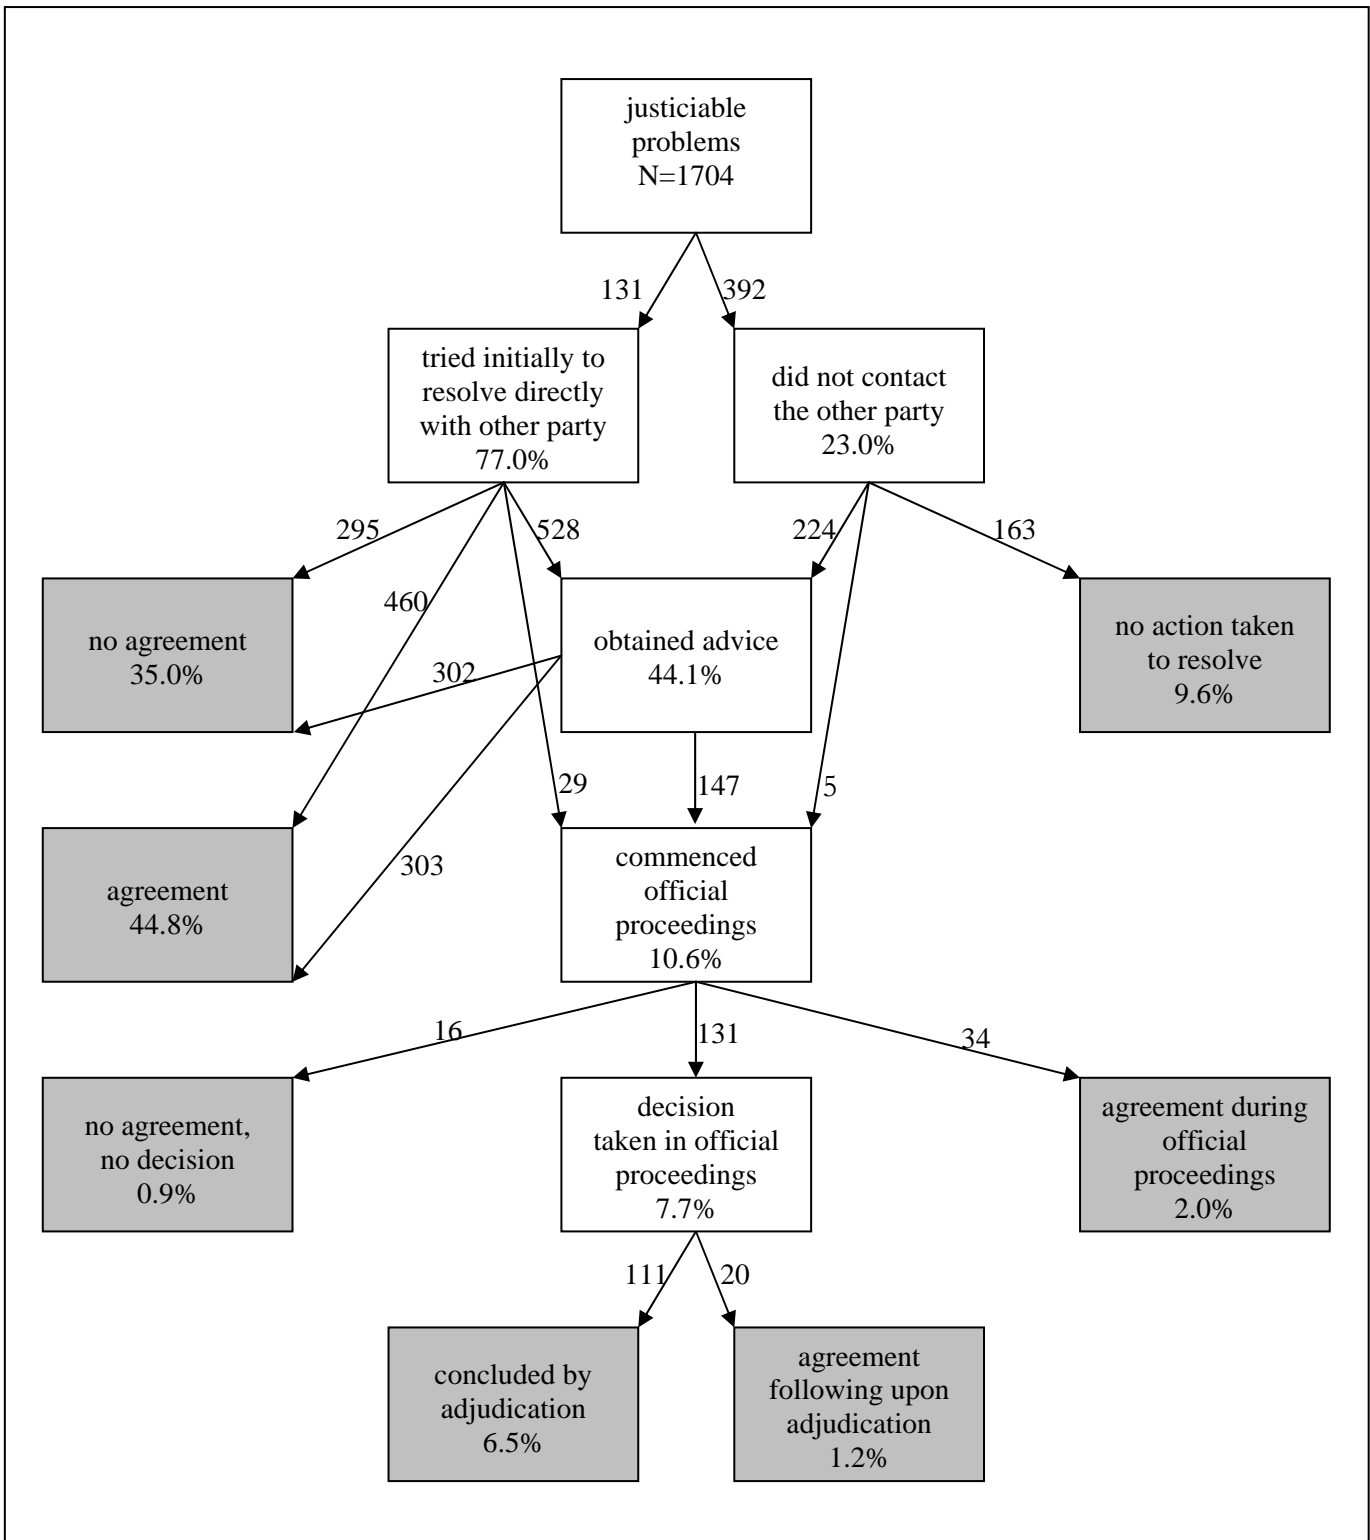 justiciable
problems
N=1704
131
392
tried initially to
resolve directly
with other party
77.0%
did not contact
the other party
23.0%
295
528
224
163
460
no agreement
35.0%
obtained advice
44.1%
no action taken
to resolve
9.6%
302
29
147
5
303
agreement
44.8%
commenced
official
proceedings
10.6%
16
131
34
no agreement,
no decision
0.9%
decision
taken in official
proceedings
7.7%
agreement during
official
proceedings
2.0%
111
20
concluded by
adjudication
6.5%
agreement
following upon
adjudication
1.2%